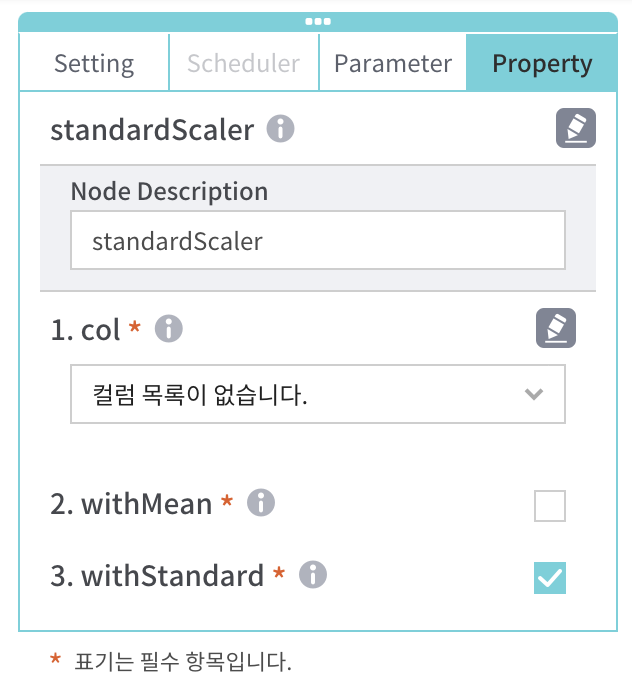 Setting Scheduler Parameter Property
standardScaler
Node Description
standardScaler
1. col *
컬럼 목록이 없습니다.
2. withMean *
3. withStandard *
* 표기는 필수 항목입니다.